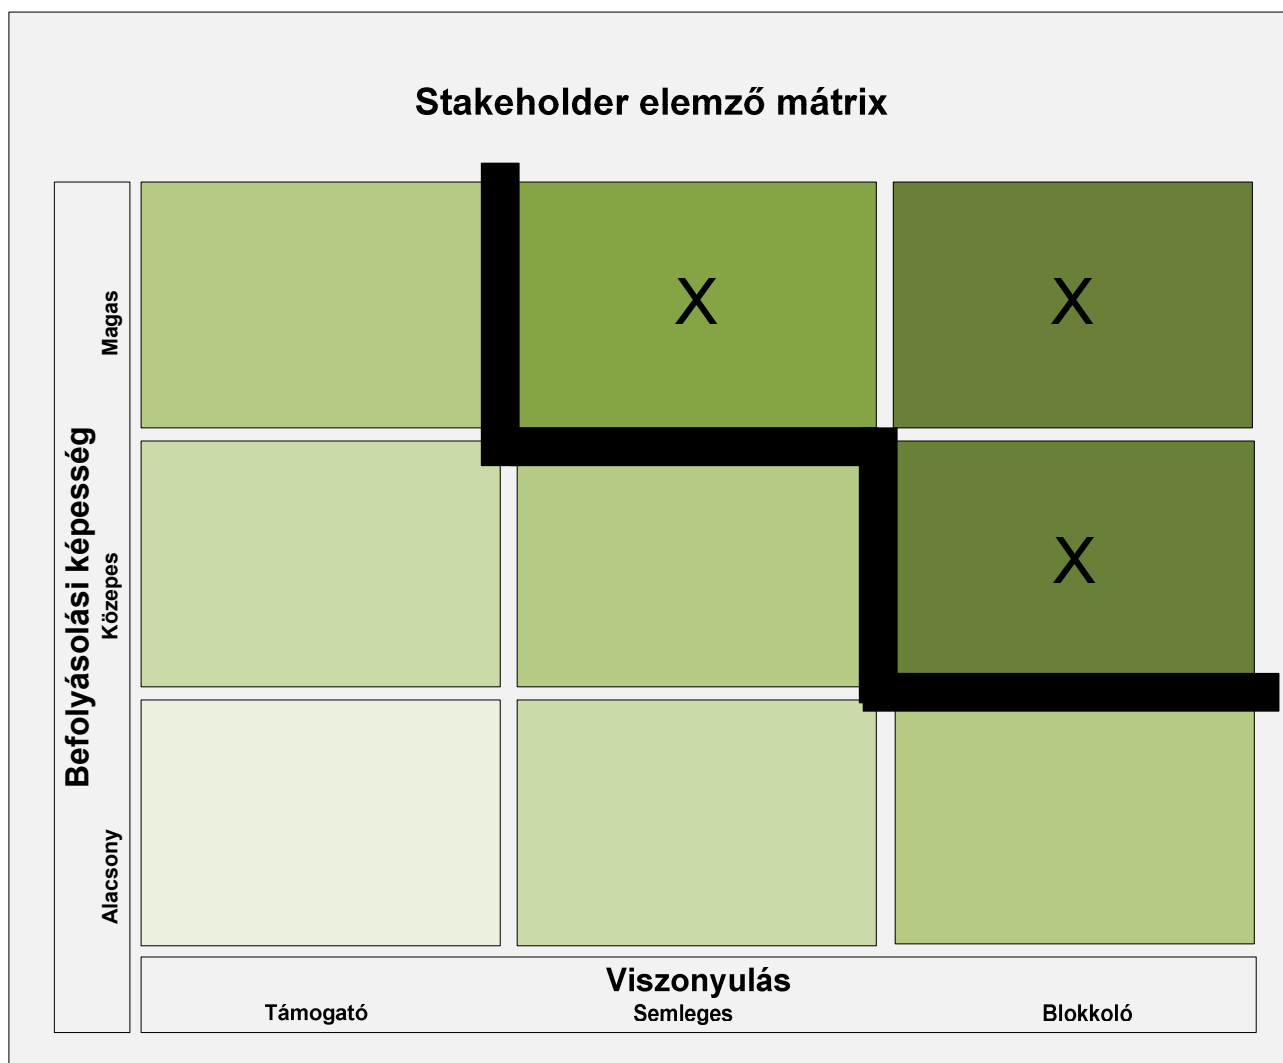 Stakeholder elemző mátrix
Befolyásolási képesség
Magas
X
X
Közepes
X
Alacsony
Viszonyulás
Támogató
Semleges
Blokkoló